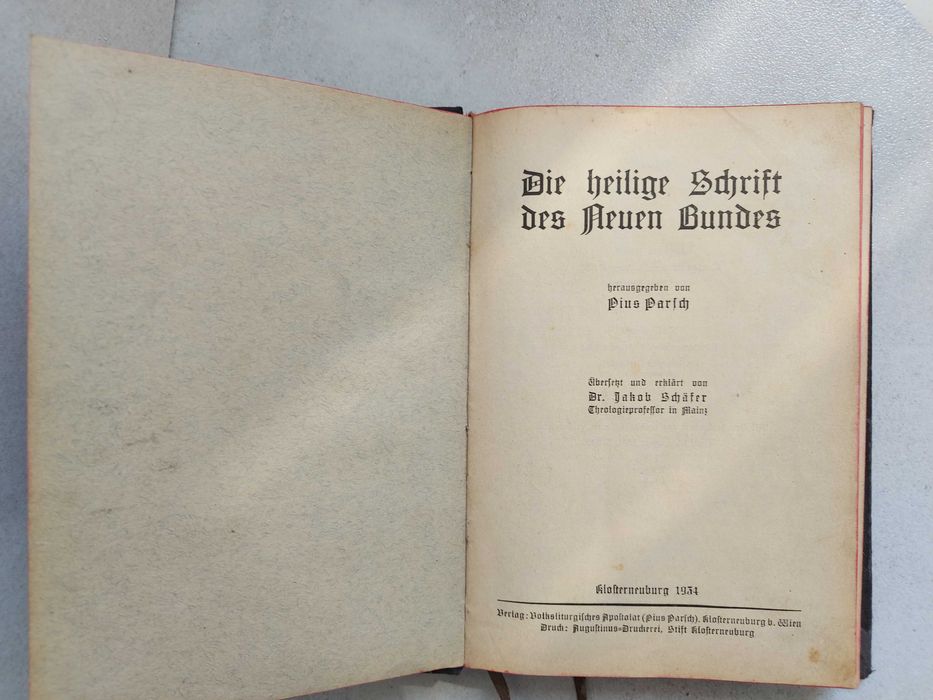 Die heilige Schrift
des Neuen Bundes
herausgegeben von
Pius Parsch
Übersetzt und erklärt von
Dr. Jakob Schäfer
Theologieprofessor in Mainz
Klosterneuburg 1934
Verlag: Volksliturgisches Apostolat (Pius Parsch), Klosterneuburg b. Wien
Druck: Augustinus-Druckerei, Stift Klosterneuburg